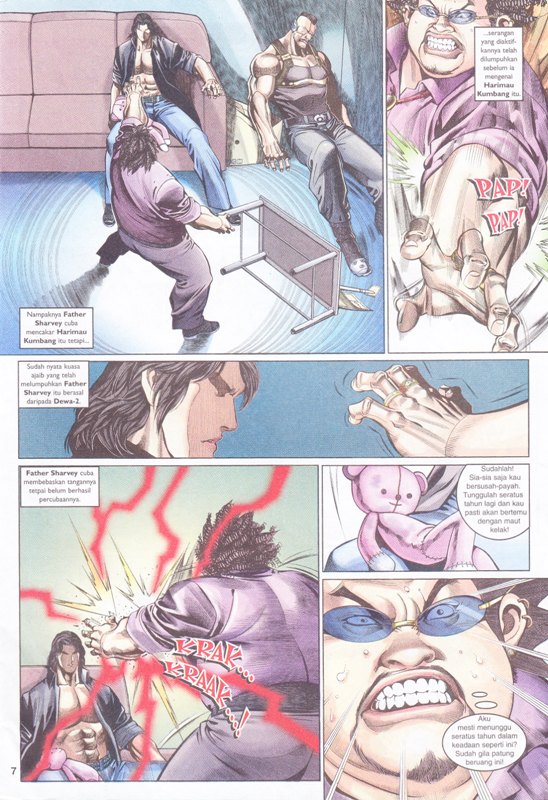 ...serangan
yang diaktif-
kannya telah
dilumpuhkan
sebelum ia
mengenai
Harimau
Kumbang itu.
PAP!
PAP!
Nampaknya Father
Sharvey cuba
mencakar Harimau
Kumbang itu tetapi...
Sudah nyata kuasa
ajaib yang telah
melumpuhkan Father
Sharvey itu berasal
daripada Dewa-2.
Father Sharvey cuba
membebaskan tangannya
tetpai belum berhasil
percubaannya.
KRAK...
KRAAK...!
Sudahlah!
Sia-sia saja kau
bersusah-payah.
Tunggulah seratus
tahun lagi dan kau
pasti akan bertemu
dengan maut
kelak!
Aku
mesti menunggu
seratus tahun dalam
keadaan seperti ini?
Sudah gila patung
beruang ini!
7